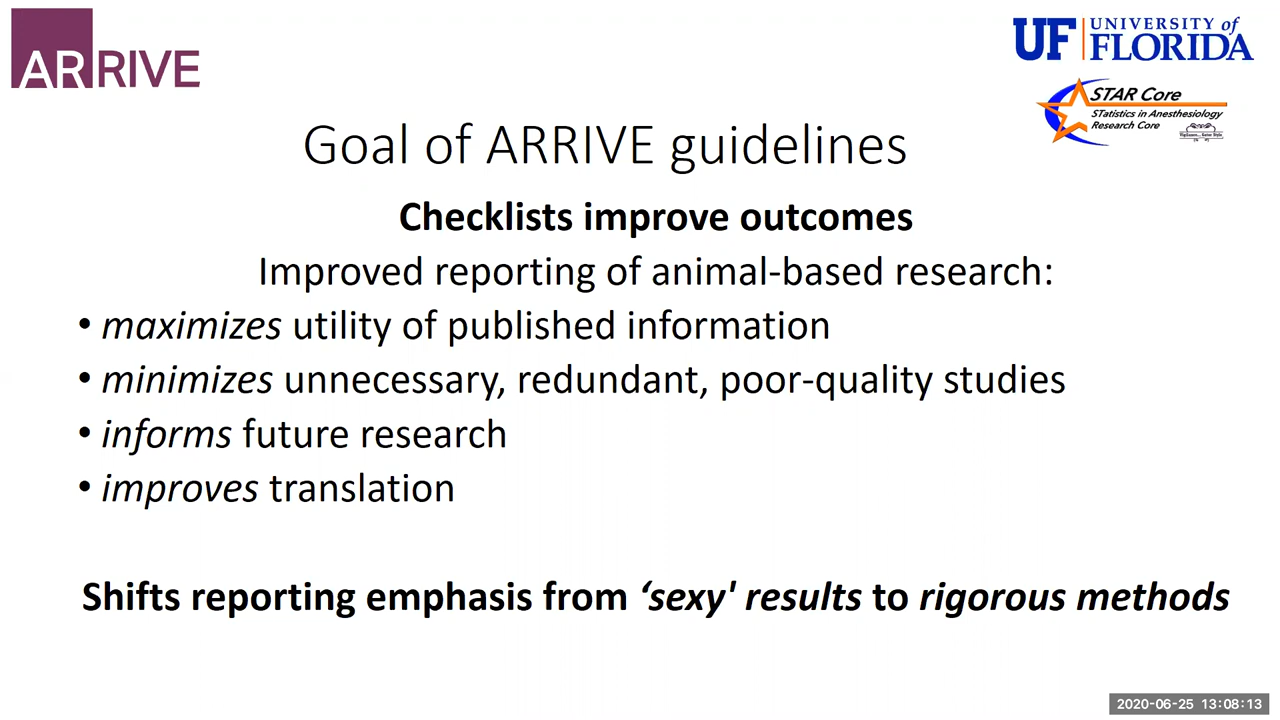 ARRIVE
UF UNIVERSITY of
FLORIDA
STAR Core
STatistics in Anesthesiology
Research Core
Goal of ARRIVE guidelines
Checklists improve outcomes
Improved reporting of animal-based research:
• maximizes utility of published information
• minimizes unnecessary, redundant, poor-quality studies
• informs future research
• improves translation
Shifts reporting emphasis from ‘sexy' results to rigorous methods
2020-06-25 13:08:13